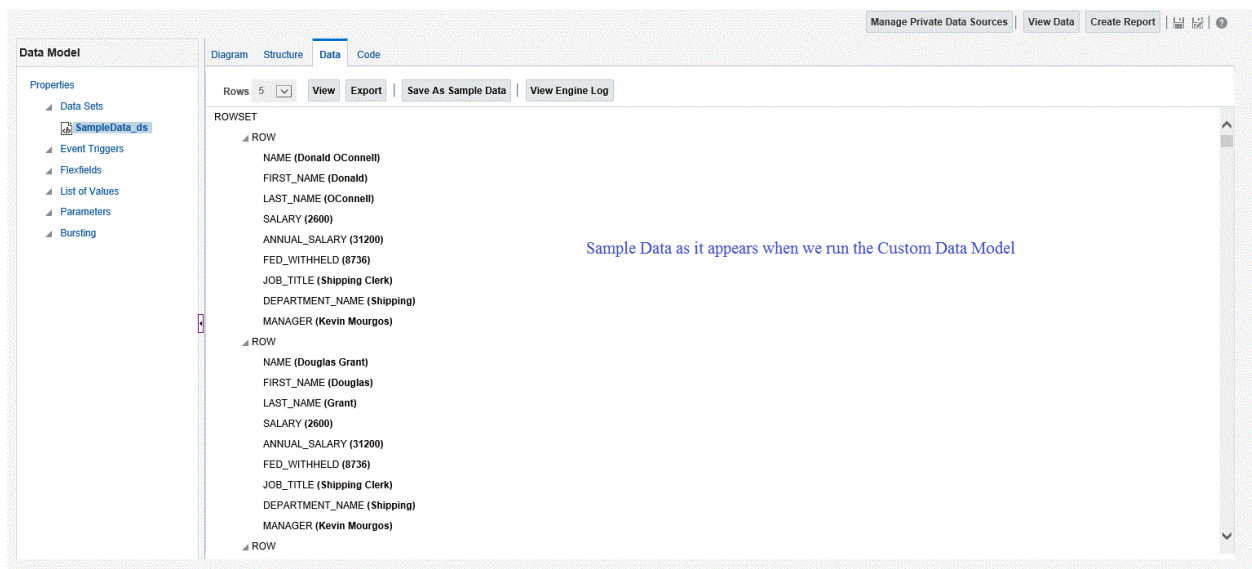 Manage Private Data Sources View Data Create Report
Data Model
Properties
Data Sets
SampleData_ds
Event Triggers
Flexfields
List of Values
Parameters
Bursting
Diagram Structure Data Code
Rows 5 View Export Save As Sample Data View Engine Log
ROWSET
ROW
NAME (Donald OConnell)
FIRST_NAME (Donald)
LAST_NAME (OConnell)
SALARY (2600)
ANNUAL_SALARY (31200)
FED_WITHHELD (8736)
JOB_TITLE (Shipping Clerk)
DEPARTMENT_NAME (Shipping)
MANAGER (Kevin Mourgos)
ROW
NAME (Douglas Grant)
FIRST_NAME (Douglas)
LAST_NAME (Grant)
SALARY (2600)
ANNUAL_SALARY (31200)
FED_WITHHELD (8736)
JOB_TITLE (Shipping Clerk)
DEPARTMENT_NAME (Shipping)
MANAGER (Kevin Mourgos)
ROW
Sample Data as it appears when we run the Custom Data Model